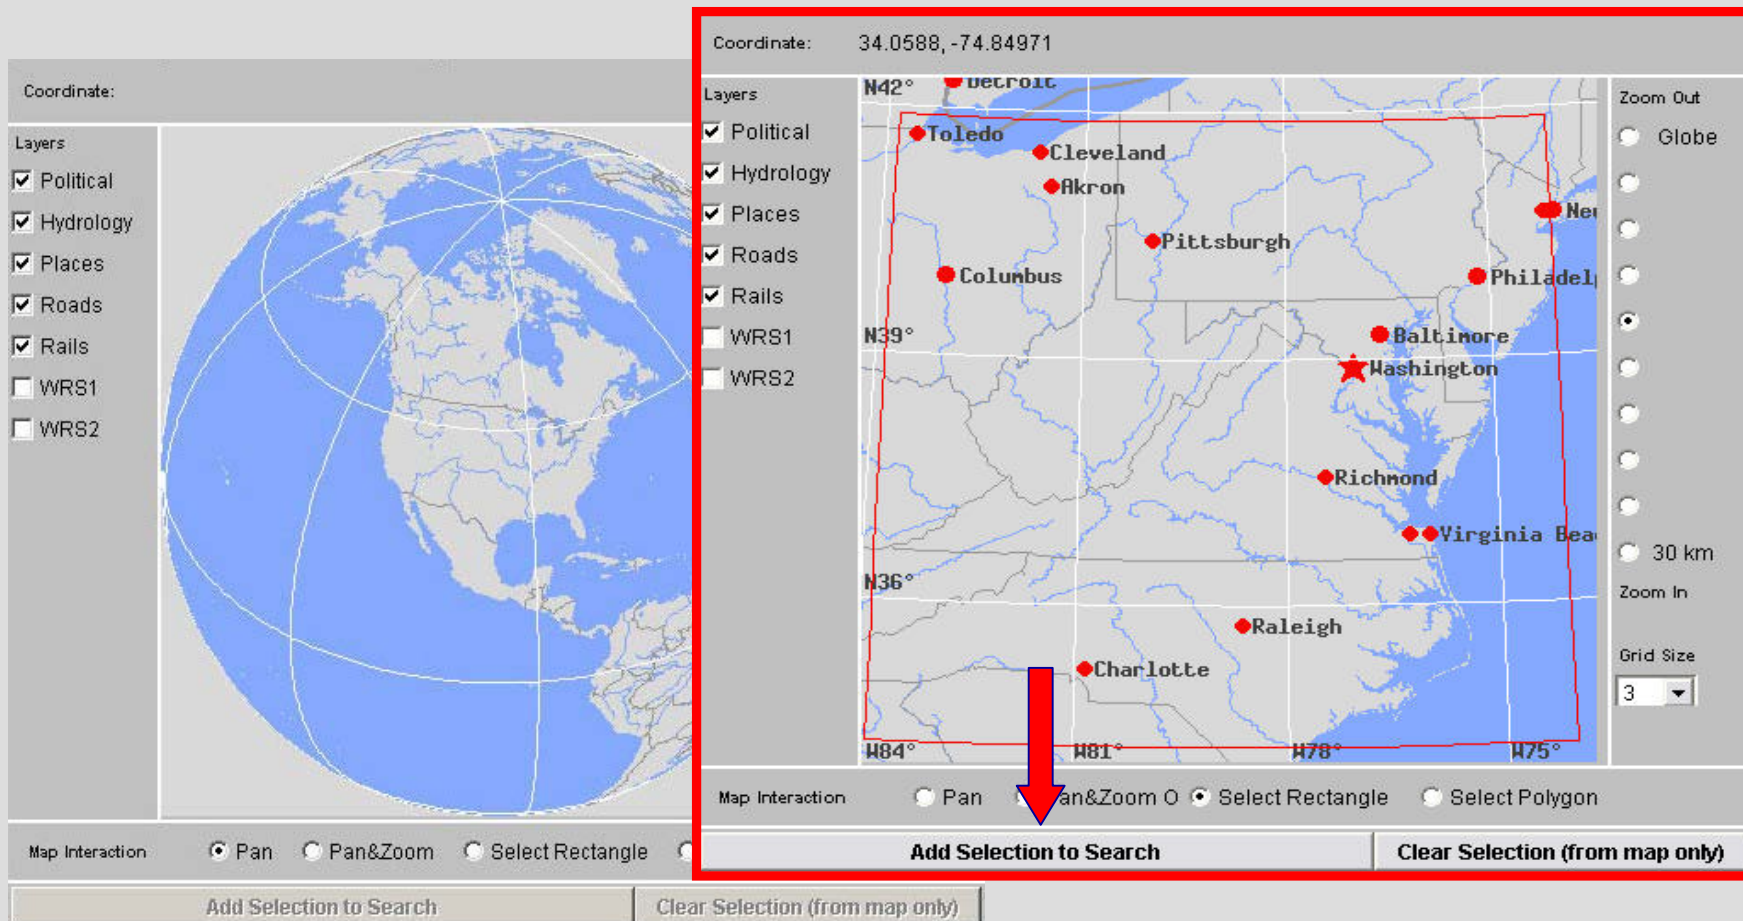 Coordinate:
Layers
Political
Hydrology
Places
Roads
Rails
WRS1
WRS2
Map Interaction
Pan
Pan&Zoom
Select Rectangle
Add Selection to Search
Clear Selection (from map only)
Coordinate: 34.0588, -74.84971
Layers
Political
Hydrology
Places
Roads
Rails
WRS1
WRS2
N42°
Detroit
Toledo
Cleveland
Akron
Pittsburgh
Columbus
Philadel
N39°
Baltimore
Washington
Richmond
Virginia Bea
N36°
Raleigh
Charlotte
W84°
W81°
W78°
W75°
Zoom Out
Globe
30 km
Zoom In
Grid Size
3
Map Interaction
Pan
an&Zoom O
Select Rectangle
Select Polygon
Add Selection to Search
Clear Selection (from map only)